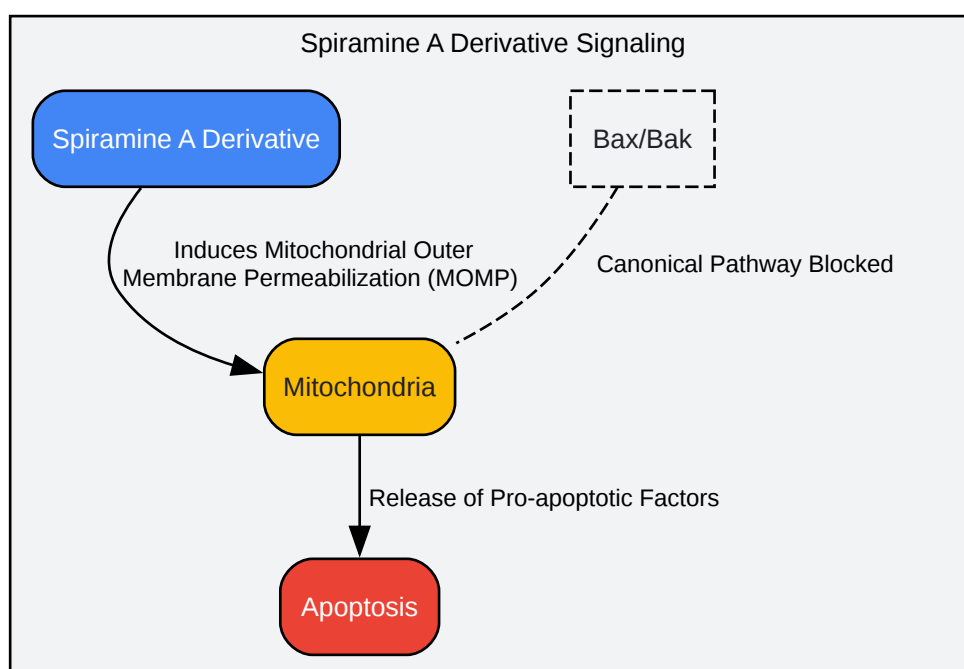 Spiramine A Derivative Signaling
Spiramine A Derivative
Bax/Bak
Induces Mitochondrial Outer
Membrane Permeabilization (MOMP)
Canonical Pathway Blocked
Mitochondria
Release of Pro-apoptotic Factors
Apoptosis